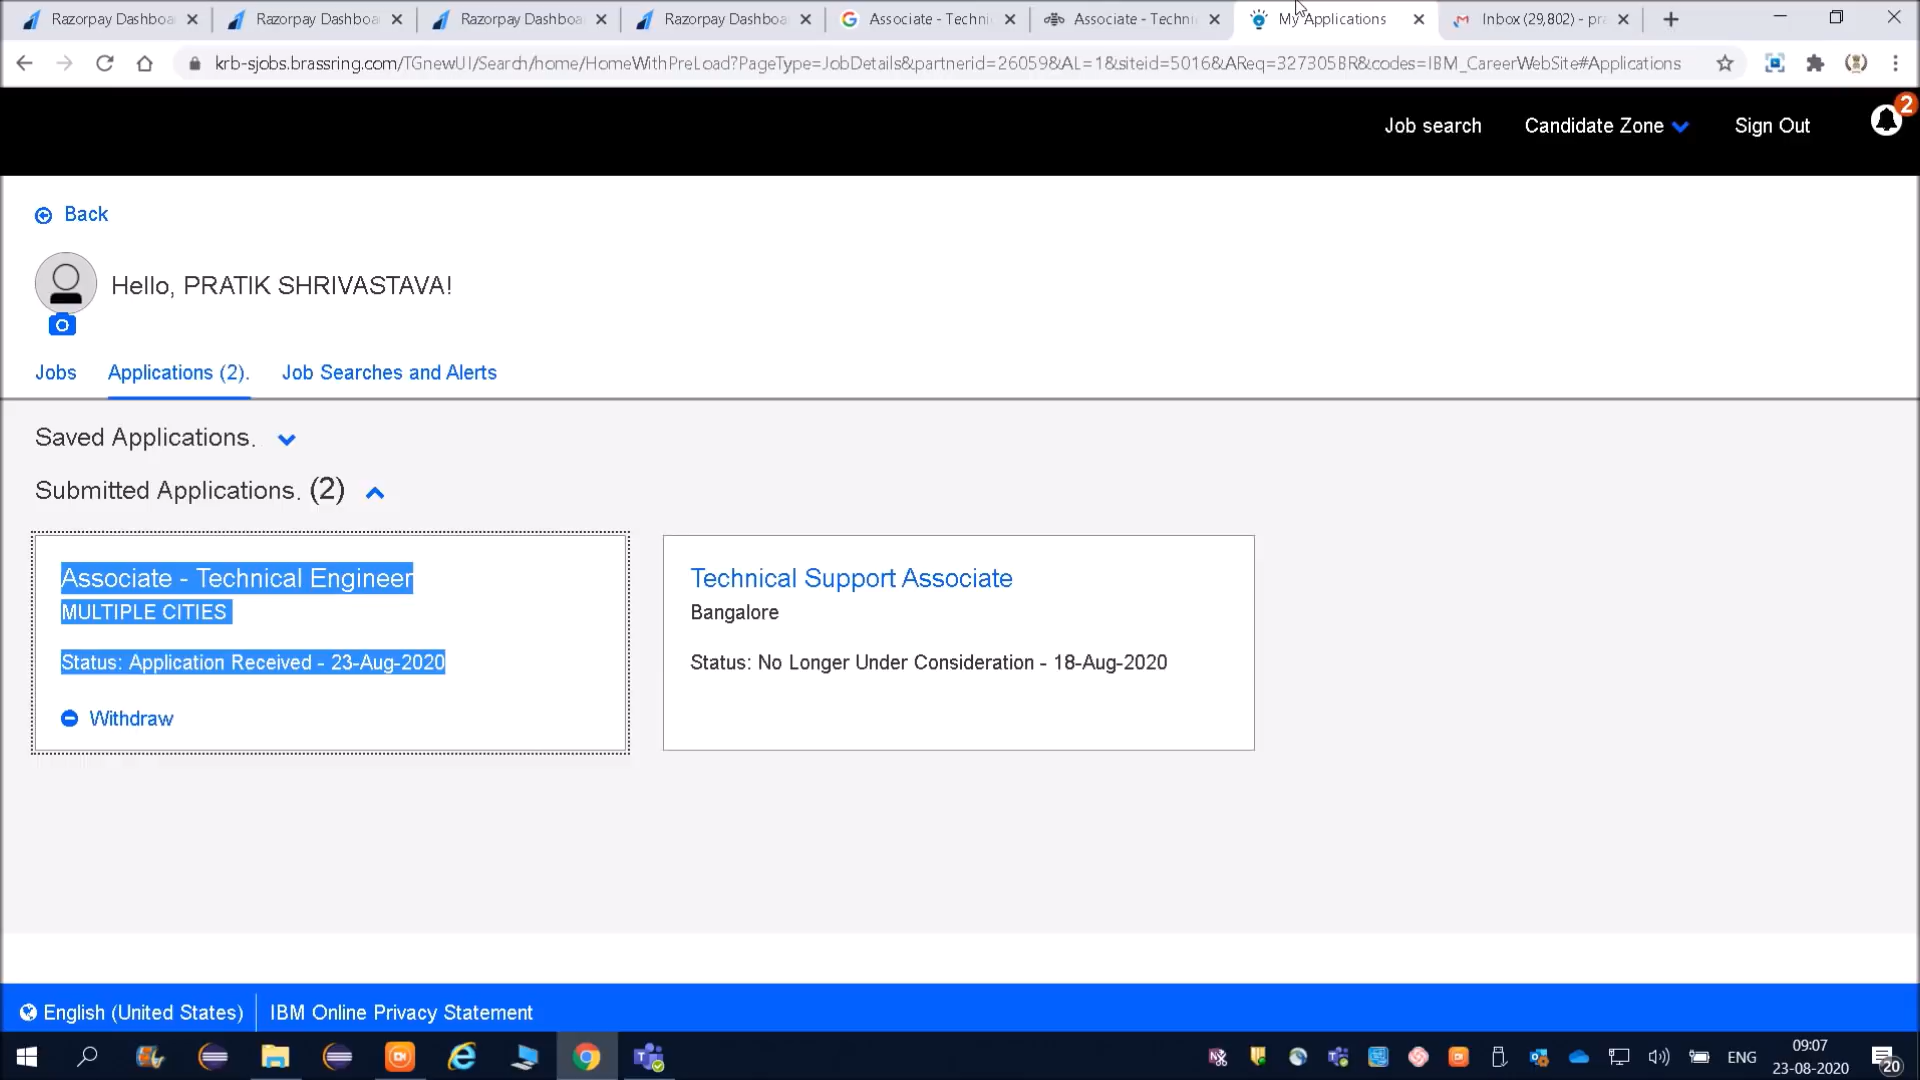 Razorpay Dashboa
Razorpay Dashboa
Razorpay Dashboa
Razorpay Dashboa
Associate - Techni
Associate - Techni
My Applications
Inbox (29,802) - pr
krb-sjobs.brassring.com/TGnewUI/Search/home/HomeWithPreLoad?PageType=JobDetails&partnerid=26059&AL=1&siteid=5016&AReq=327305BR&codes=IBM_CareerWebSite#Applications
Job search
Candidate Zone
Sign Out
2
Back
Hello, PRATIK SHRIVASTAVA!
Jobs
Applications (2).
Job Searches and Alerts
Saved Applications.
Submitted Applications. (2)
Associate - Technical Engineer
MULTIPLE CITIES
Status: Application Received - 23-Aug-2020
Withdraw
Technical Support Associate
Bangalore
Status: No Longer Under Consideration - 18-Aug-2020
English (United States)
IBM Online Privacy Statement
ENG
09:07
23-08-2020
20